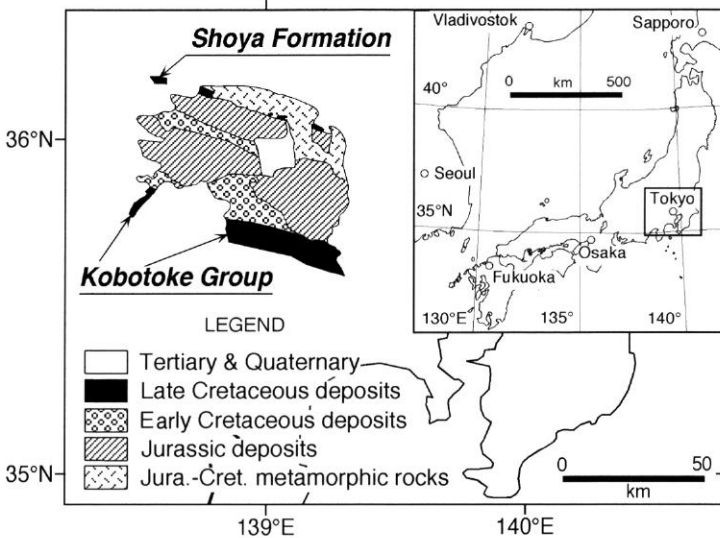 Shoya Formation
Kobotoke Group
36°N
35°N
139°E
140°E
LEGEND
Tertiary & Quaternary
Late Cretaceous deposits
Early Cretaceous deposits
Jurassic deposits
Jura.-Cret. metamorphic rocks
0 50
km
Vladivostok
Sapporo
0 km 500
40°
Seoul
35°N
Tokyo
Osaka
Fukuoka
130°E
135°
140°